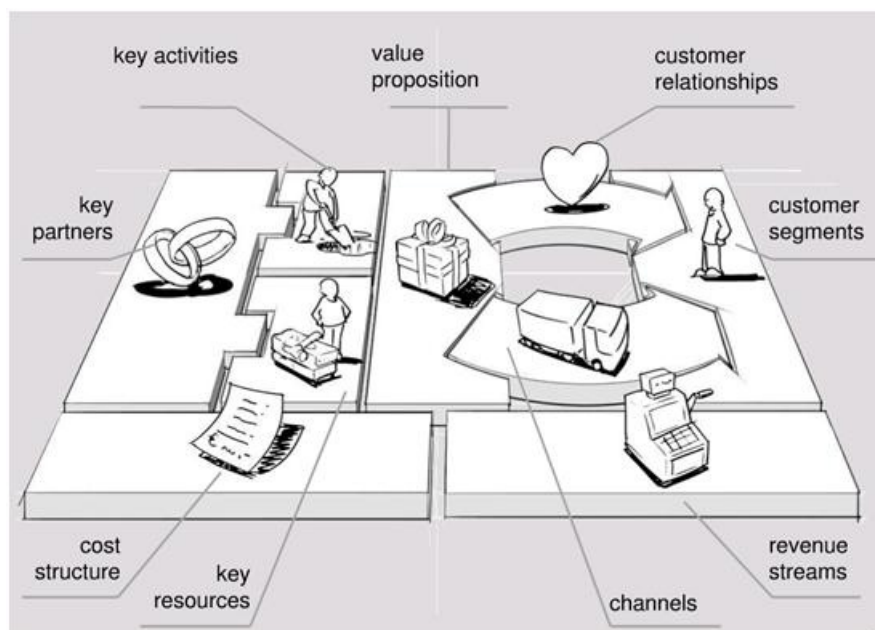 key activities
value
proposition
customer
relationships
key
partners
customer
segments
cost
structure
key
resources
channels
revenue
streams